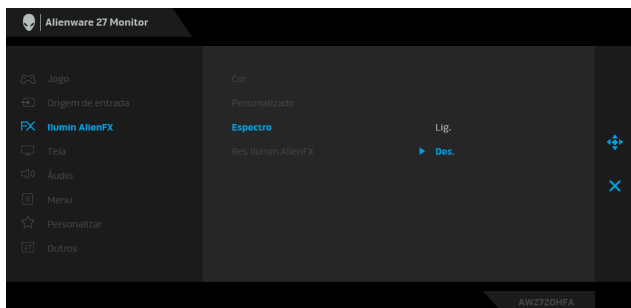 Alienware 27 Monitor
Jogo
Cor
Origem de entrada
Personalizado
FX Ilumin AlienFX
Espectro
Lig.
Tela
Res Ilumin AlienFX
Des.
Áudio
Menu
Personalizar
Outros
AW2720HFA